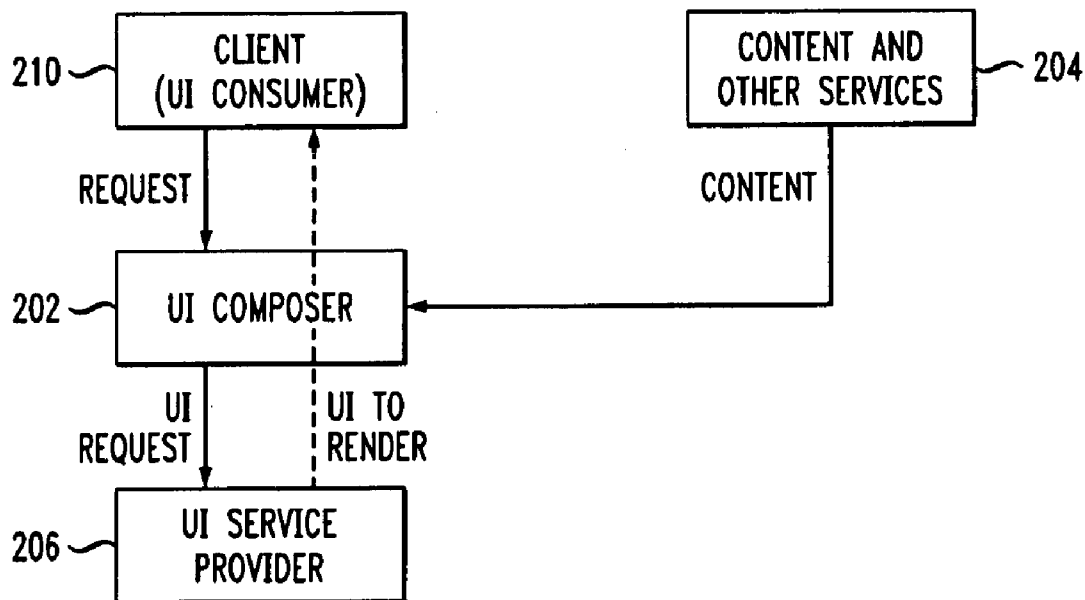 210
CLIENT
(UI CONSUMER)
CONTENT AND
OTHER SERVICES
204
REQUEST
CONTENT
202
UI COMPOSER
UI
REQUEST
UI TO
RENDER
206
UI SERVICE
PROVIDER